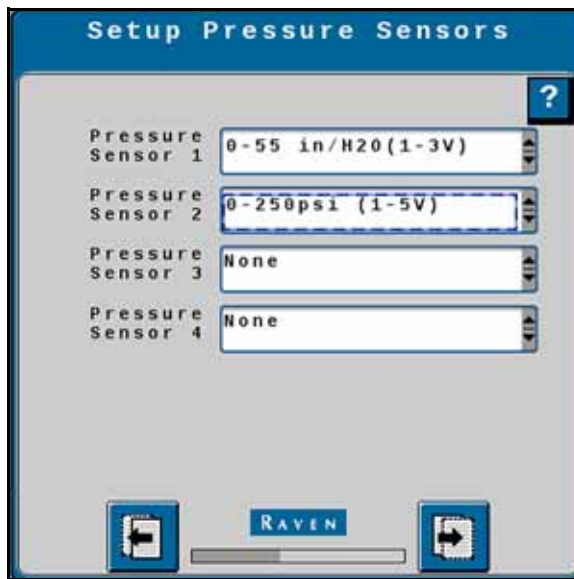 Setup Pressure Sensors
?
Pressure
Sensor 1
0-55 in/H20(1-3V)
Pressure
Sensor 2
0-250psi (1-5V)
Pressure
Sensor 3
None
Pressure
Sensor 4
None
RAVEN